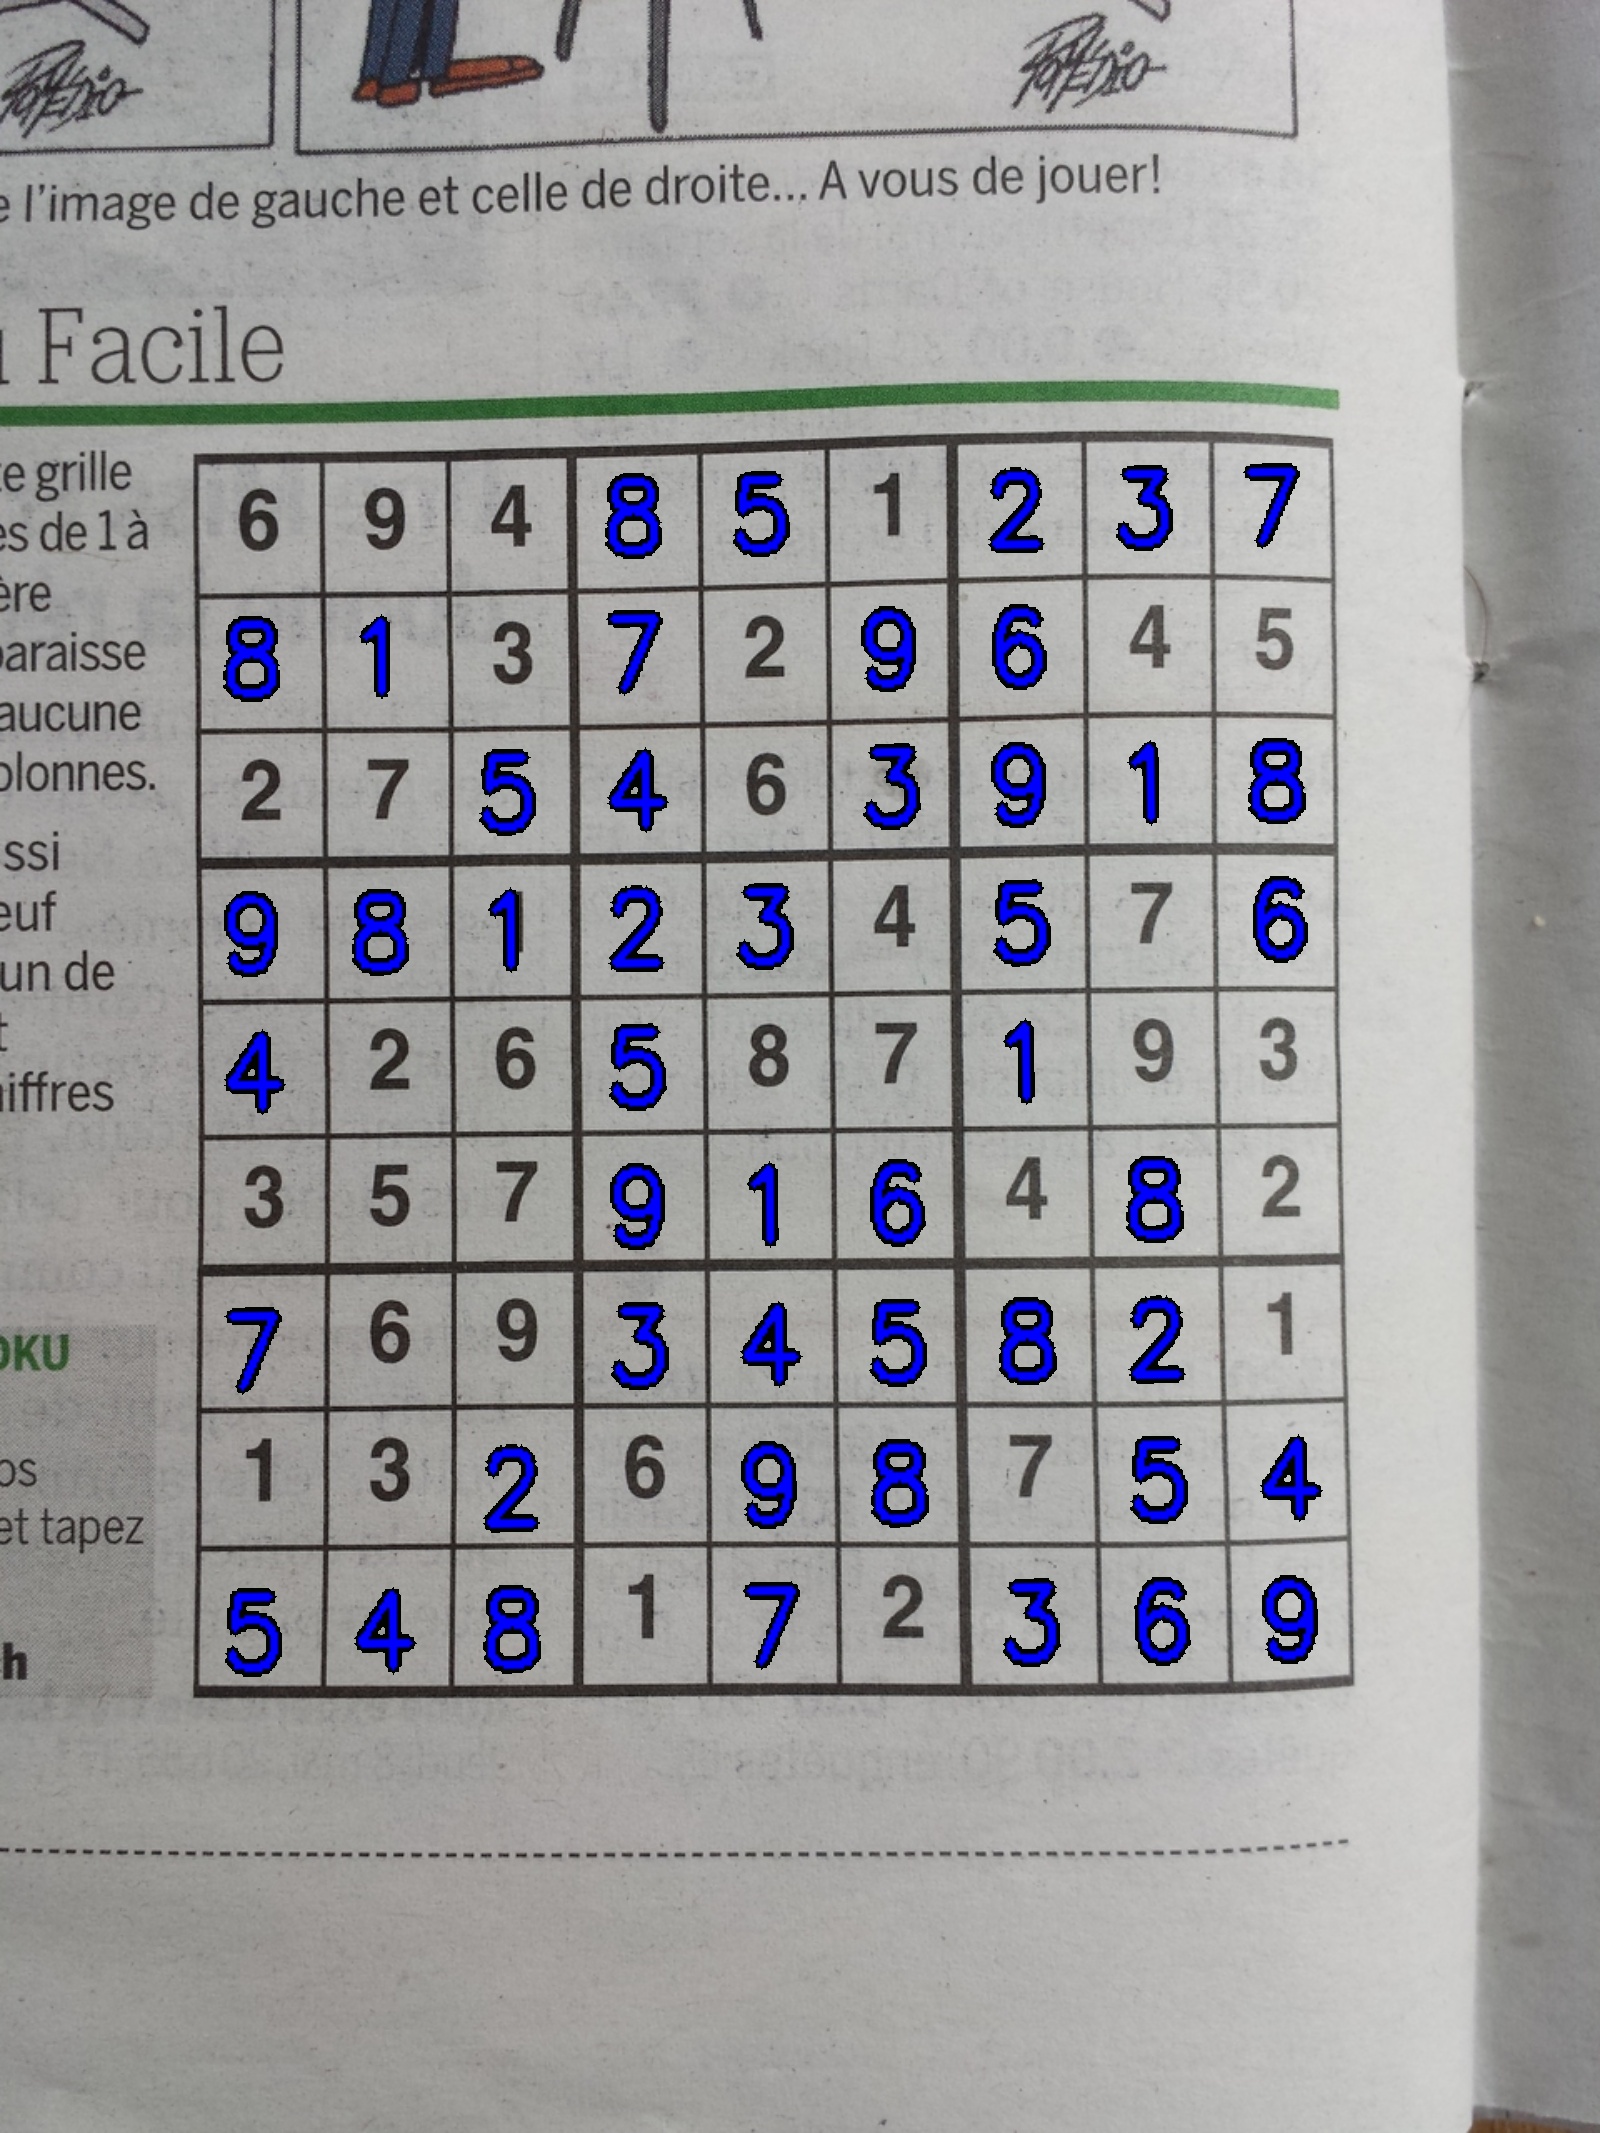 e l'image de gauche et celle de droite... A vous de jouer!
Facile
e grille
es de 1 à
ère
paraisse
aucune
olonnes.
ssi
euf
un de
t
niffres
OKU
os
et tapez
h
6 9 4 8 5 1 2 3 7
8 1 3 7 2 9 6 4 5
2 7 5 4 6 3 9 1 8
9 8 1 2 3 4 5 7 6
4 2 6 5 8 7 1 9 3
3 5 7 9 1 6 4 8 2
7 6 9 3 4 5 8 2 1
1 3 2 6 9 8 7 5 4
5 4 8 1 7 2 3 6 9